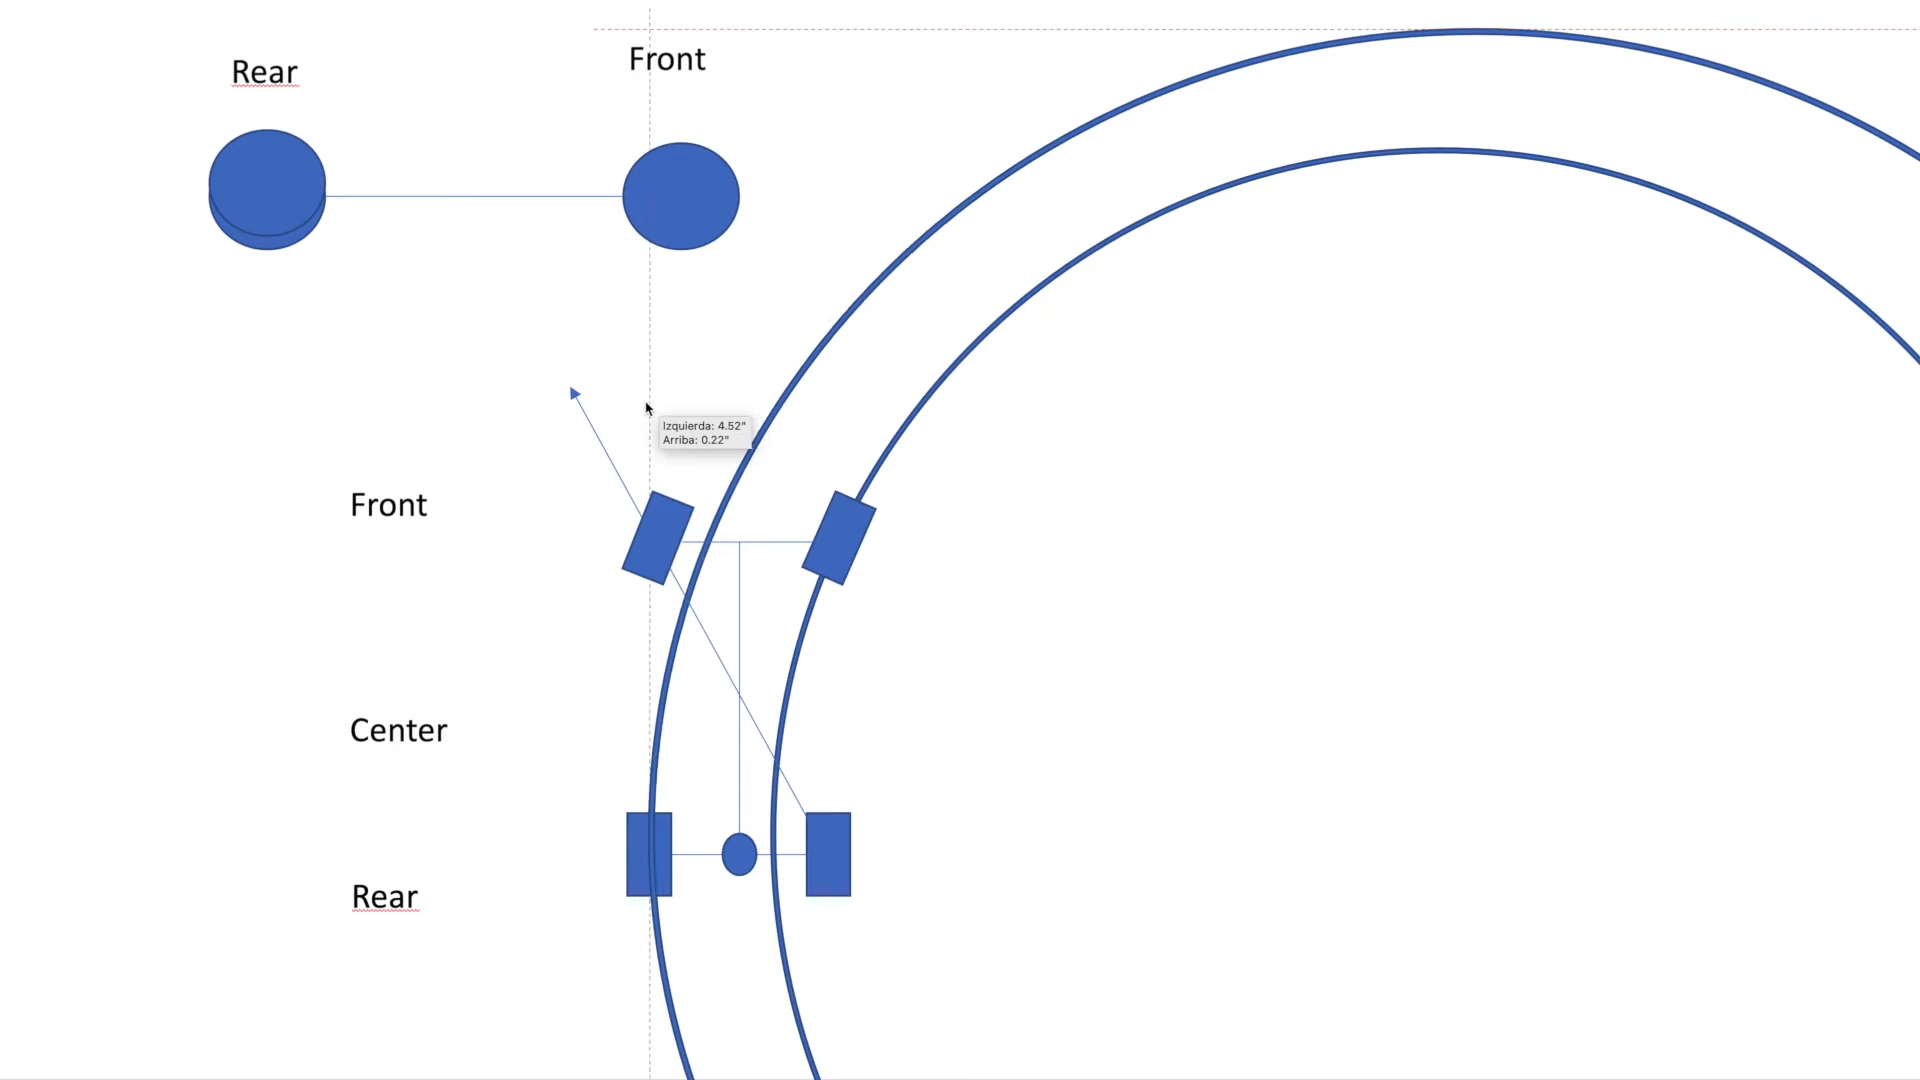 Rear
Front
Izquierda: 4.52"
Arriba: 0.22"
Front
Center
Rear